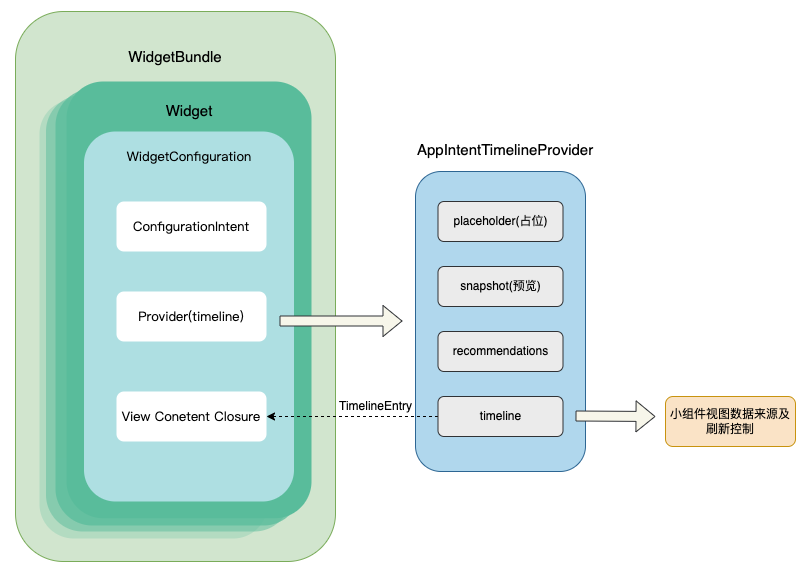 WidgetBundle
Widget
WidgetConfiguration
ConfigurationIntent
Provider(timeline)
View Conetent Closure
AppIntentTimelineProvider
placeholder(占位)
snapshot(预览)
recommendations
timeline
TimelineEntry
小组件视图数据来源及
刷新控制